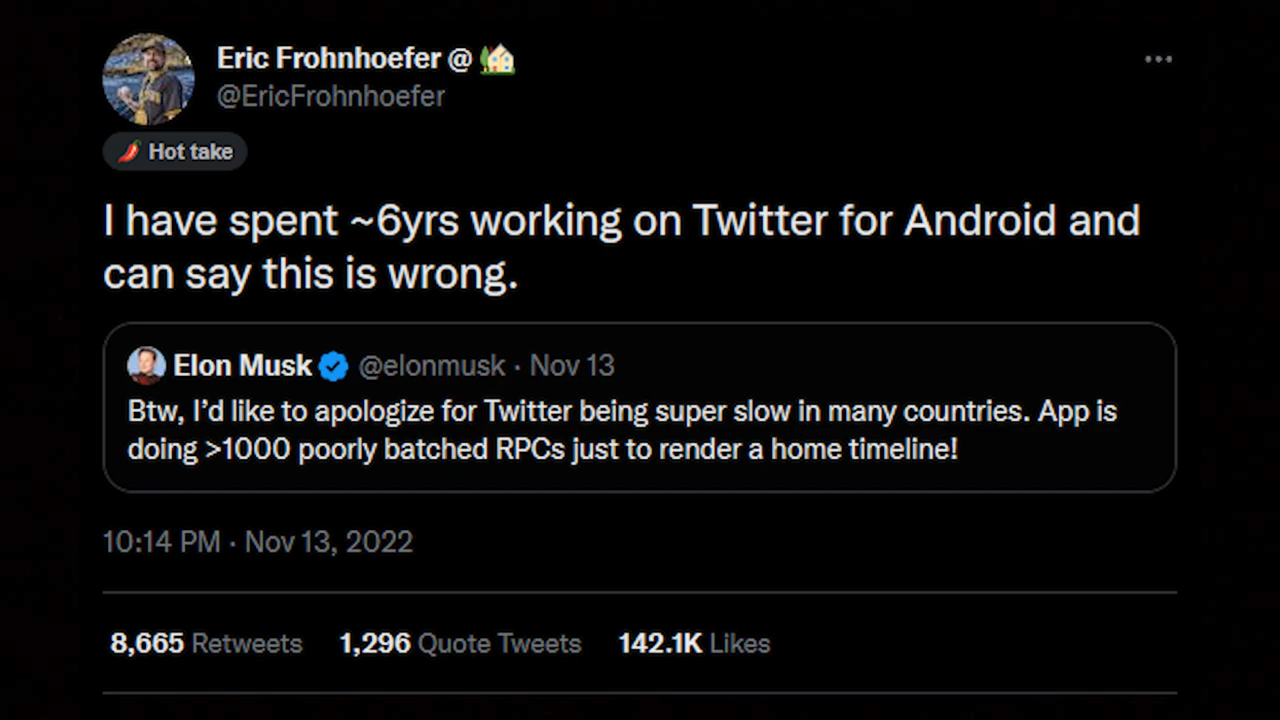 Eric Frohnhoefer @ 🏡
@EricFrohnhoefer
🌶️ Hot take
I have spent ~6yrs working on Twitter for Android and
can say this is wrong.
Elon Musk @elonmusk · Nov 13
Btw, I’d like to apologize for Twitter being super slow in many countries. App is
doing >1000 poorly batched RPCs just to render a home timeline!
10:14 PM · Nov 13, 2022
8,665 Retweets 1,296 Quote Tweets 142.1K Likes